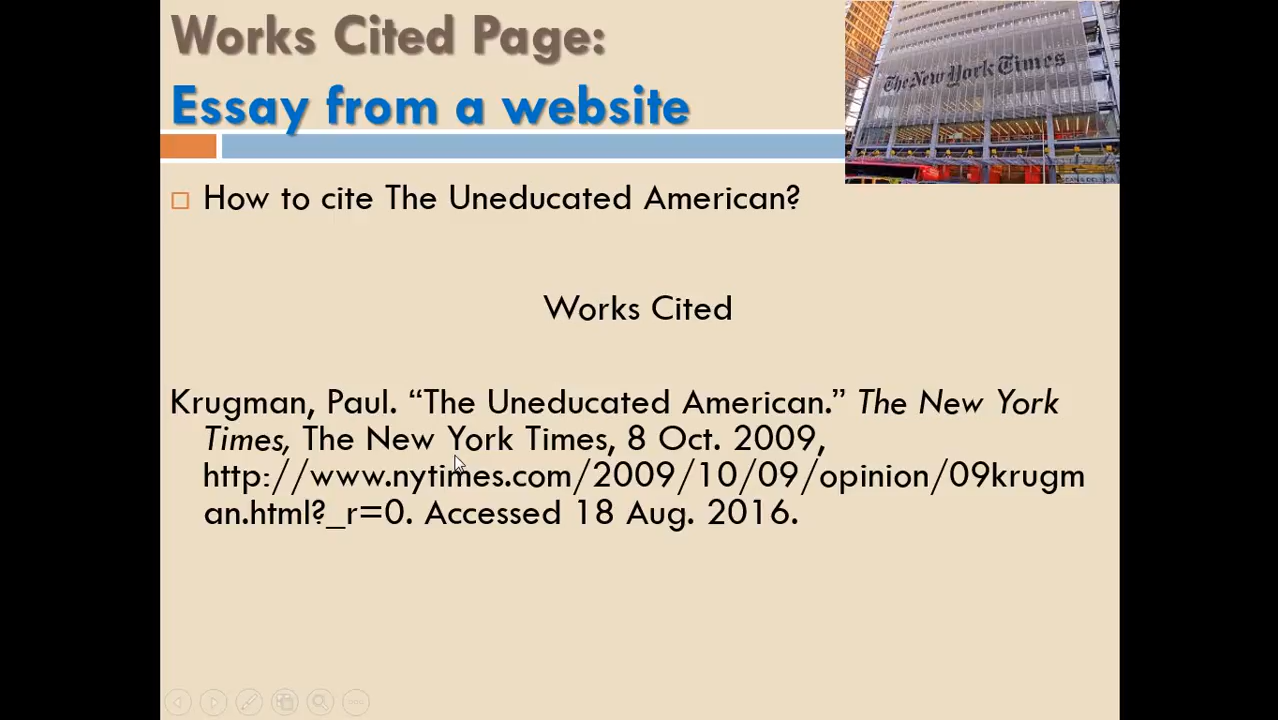 Works Cited Page:
Essay from a website
The New York Times
How to cite The Uneducated American?
Works Cited
Krugman, Paul. “The Uneducated American.” The New York
Times, The New York Times, 8 Oct. 2009,
http://www.nytimes.com/2009/10/09/opinion/09krugm
an.html?_r=0. Accessed 18 Aug. 2016.